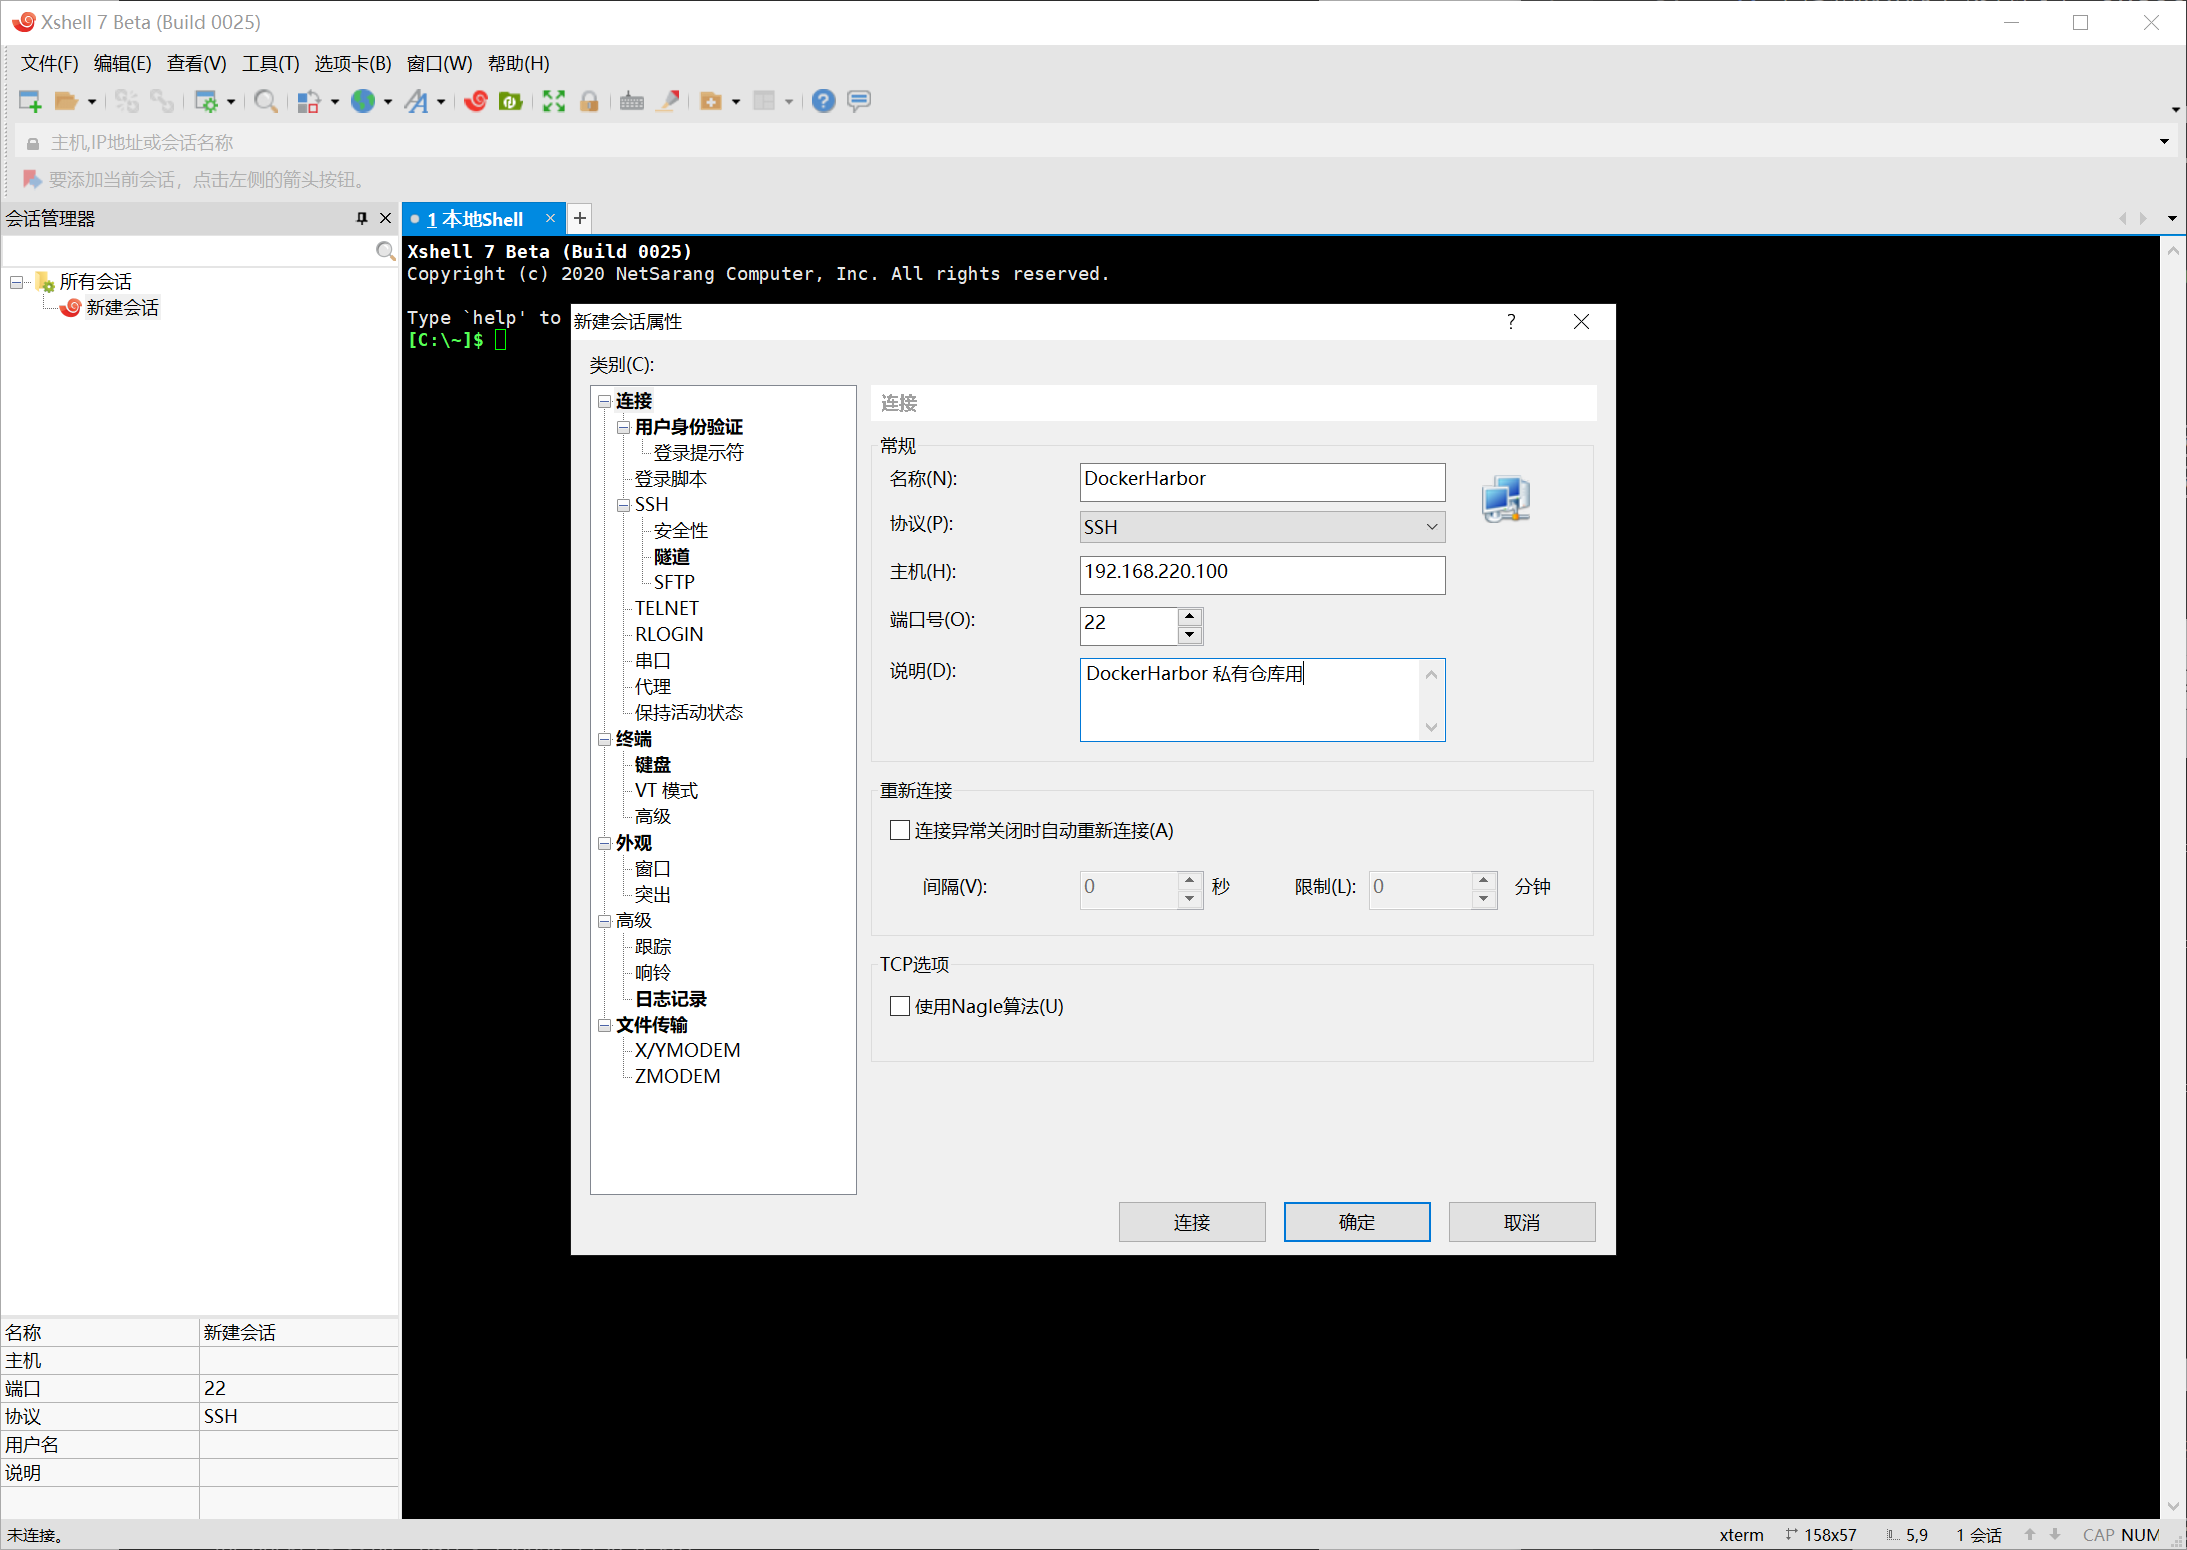 Xshell 7 Beta (Build 0025)
文件(F) 编辑(E) 查看(V) 工具(T) 选项卡(B) 窗口(W) 帮助(H)
主机,IP地址或会话名称
要添加当前会话，点击左侧的箭头按钮。
会话管理器
所有会话
新建会话
1 本地Shell
Xshell 7 Beta (Build 0025)
Copyright (c) 2020 NetSarang Computer, Inc. All rights reserved.
Type `help' to
[C:\~]$
新建会话属性
类别(C):
连接
用户身份验证
登录提示符
登录脚本
SSH
安全性
隧道
SFTP
TELNET
RLOGIN
串口
代理
保持活动状态
终端
键盘
VT 模式
高级
外观
窗口
突出
高级
跟踪
响铃
日志记录
文件传输
X/YMODEM
ZMODEM
连接
常规
名称(N): DockerHarbor
协议(P): SSH
主机(H): 192.168.220.100
端口号(O): 22
说明(D): DockerHarbor 私有仓库用
重新连接
连接异常关闭时自动重新连接(A)
间隔(V): 0 秒 限制(L): 0 分钟
TCP选项
使用Nagle算法(U)
连接 确定 取消
名称 新建会话
主机
端口 22
协议 SSH
用户名
说明
未连接。
xterm 158x57 5,9 1 会话 CAP NUM